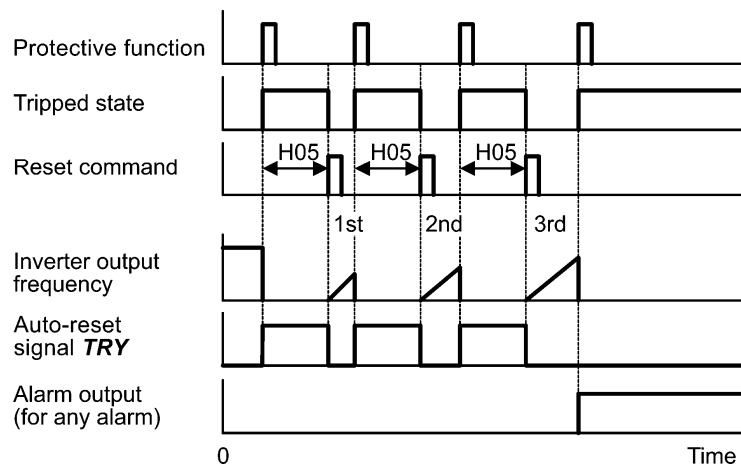 Protective function
Tripped state
Reset command
H05 H05 H05
1st 2nd 3rd
Inverter output
frequency
Auto-reset
signal TRY
Alarm output
(for any alarm)
0 Time